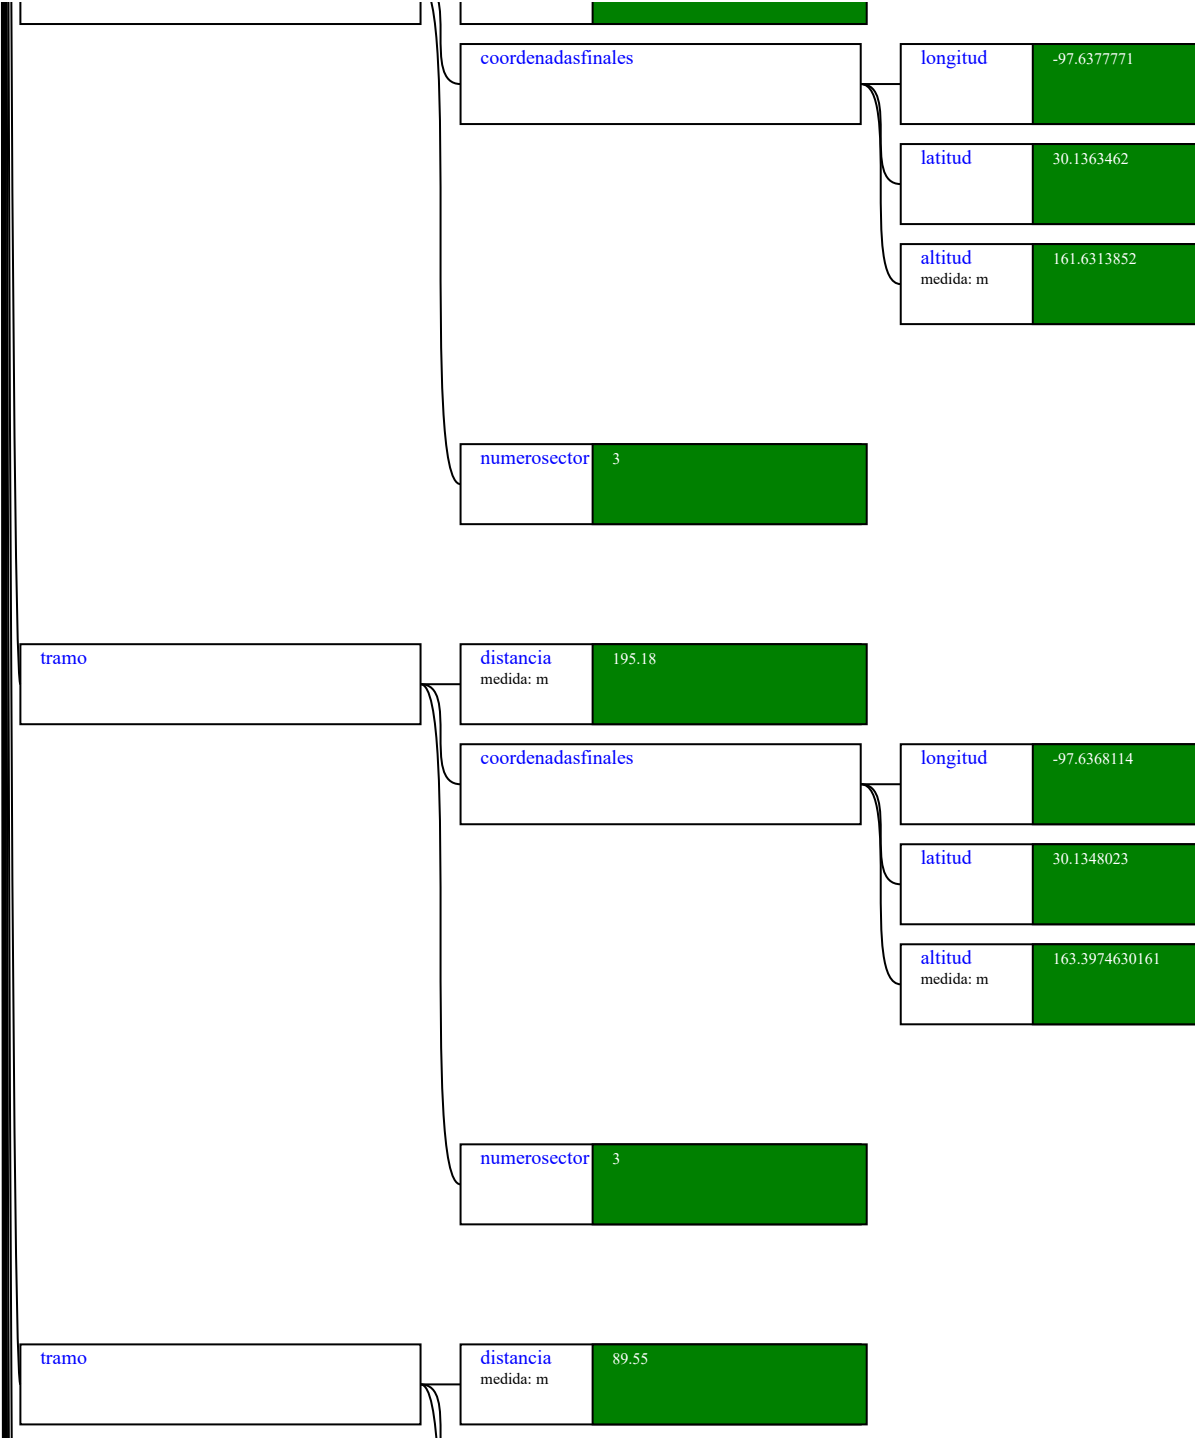 coordenadasfinales
longitud
-97.6377771
latitud
30.1363462
altitud
161.6313852
medida: m
numerosector
3
tramo
distancia
195.18
medida: m
coordenadasfinales
longitud
-97.6368114
latitud
30.1348023
altitud
163.3974630161
medida: m
numerosector
3
tramo
distancia
89.55
medida: m